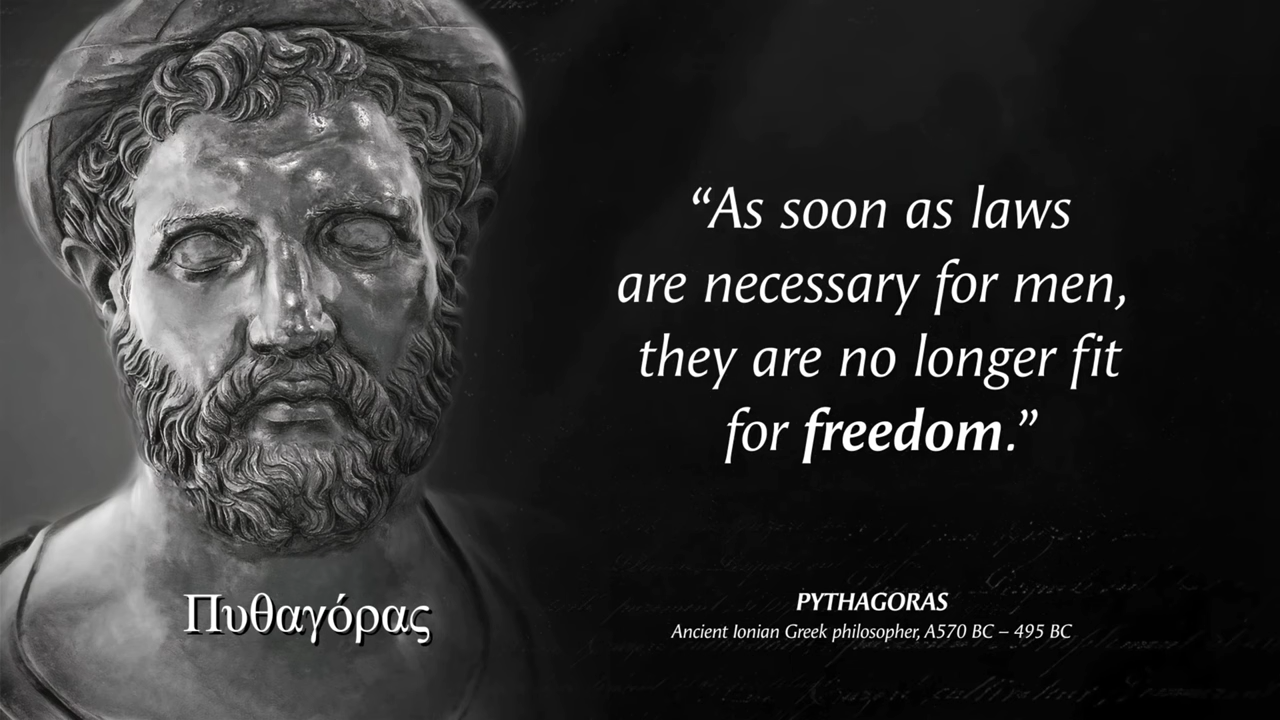 “As soon as laws
are necessary for men,
they are no longer fit
for freedom.”
Πυθαγόρας
PYTHAGORAS
Ancient Ionian Greek philosopher, A570 BC – 495 BC